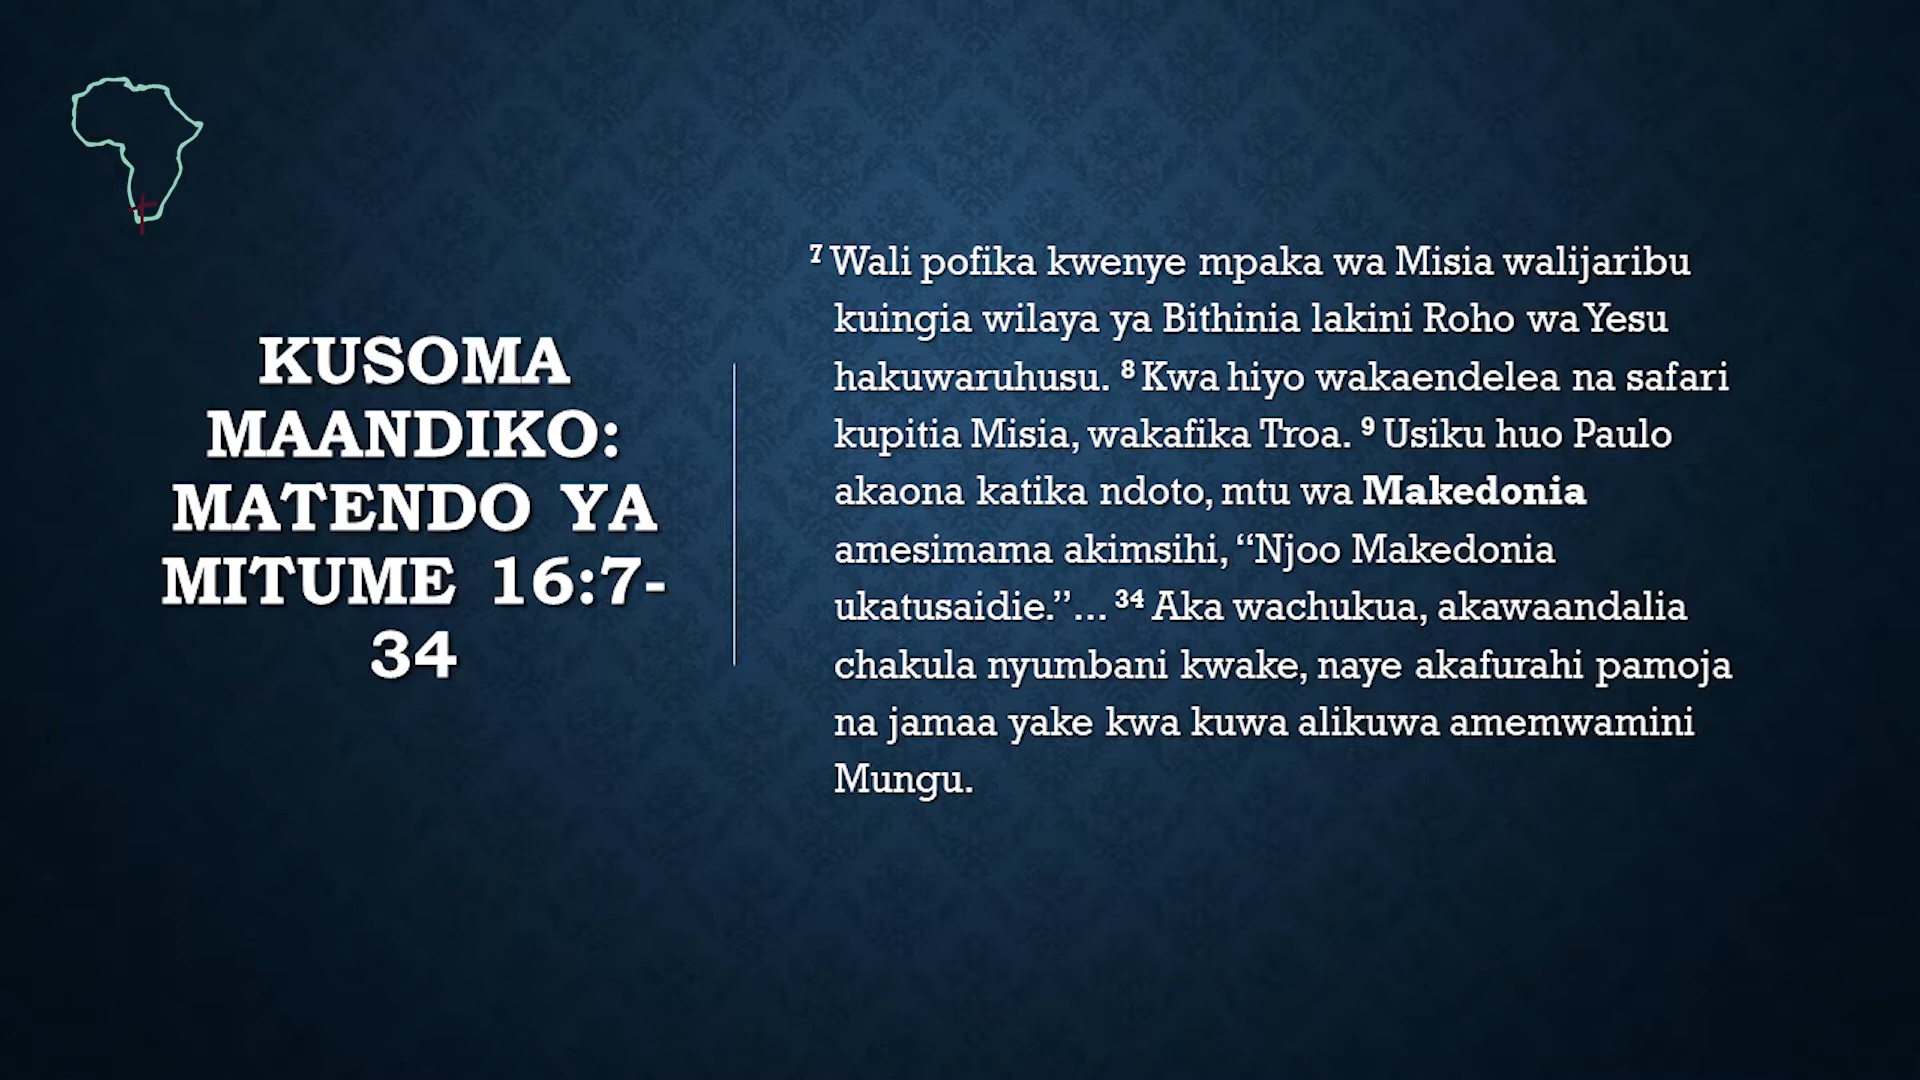 KUSOMA
MAANDIKO:
MATENDO YA
MITUME 16:7-
34
7 Wali pofika kwenye mpaka wa Misia walijaribu
kuingia wilaya ya Bithinia lakini Roho wa Yesu
hakuwaruhusu. 8 Kwa hiyo wakaendelea na safari
kupitia Misia, wakafika Troa. 9 Usiku huo Paulo
akaona katika ndoto, mtu wa Makedonia
amesimama akimsihi, “Njoo Makedonia
ukatusaidie.”... 34 Aka wachukua, akawaandalia
chakula nyumbani kwake, naye akafurahi pamoja
na jamaa yake kwa kuwa alikuwa amemwamini
Mungu.